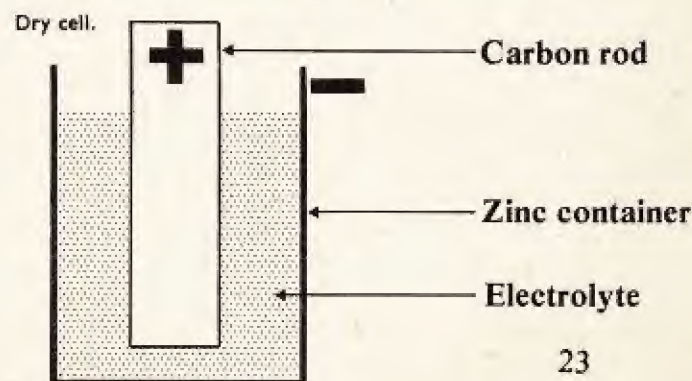 Dry cell.
+
Carbon rod
−
Zinc container
Electrolyte
23